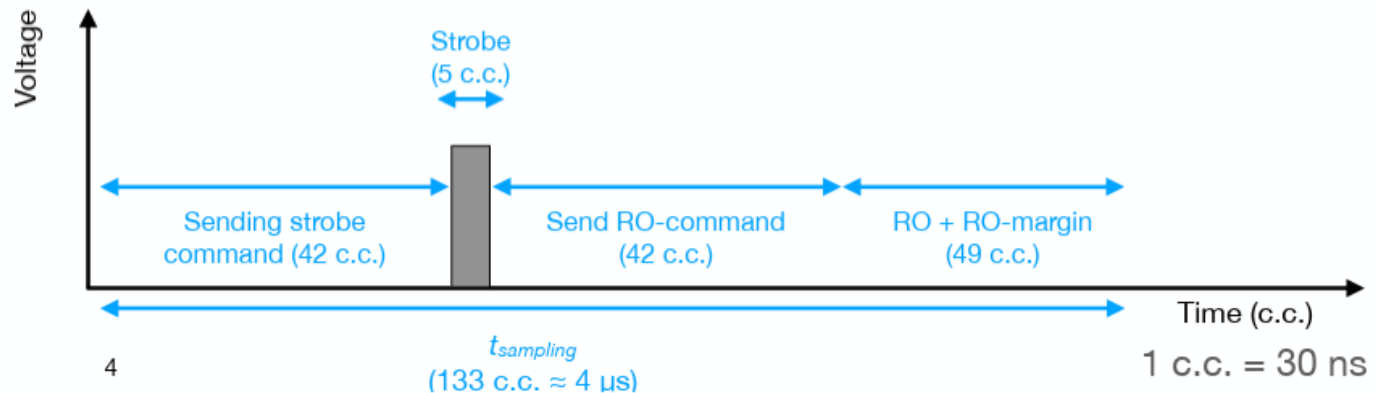 Voltage
Strobe
(5 c.c.)
Sending strobe
command (42 c.c.)
Send RO-command
(42 c.c.)
RO + RO-margin
(49 c.c.)
Time (c.c.)
tsampling
(133 c.c. ≈ 4 μs)
4
1 c.c. = 30 ns